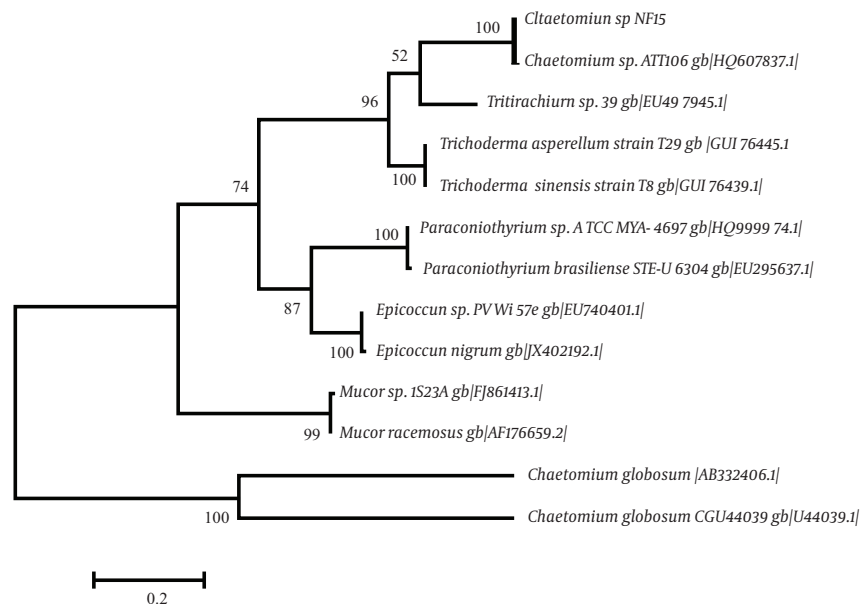 Cltaetomiun sp NF15
100
Chaetomium sp. ATT106 gb|HQ607837.1|
52
Tritirachiurn sp. 39 gb|EU49 7945.1|
96
Trichoderma asperellum strain T29 gb |GUI 76445.1
100
Trichoderma sinensis strain T8 gb|GUI 76439.1|
74
Paraconiothyrium sp. A TCC MYA- 4697 gb|HQ9999 74.1|
100
Paraconiothyrium brasiliense STE-U 6304 gb|EU295637.1|
87
Epicoccun sp. PV Wi 57e gb|EU740401.1|
100
Epicoccun nigrum gb|JX402192.1|
Mucor sp. 1S23A gb|FJ861413.1|
99
Mucor racemosus gb|AF176659.2|
Chaetomium globosum |AB332406.1|
100
Chaetomium globosum CGU44039 gb|U44039.1|
0.2